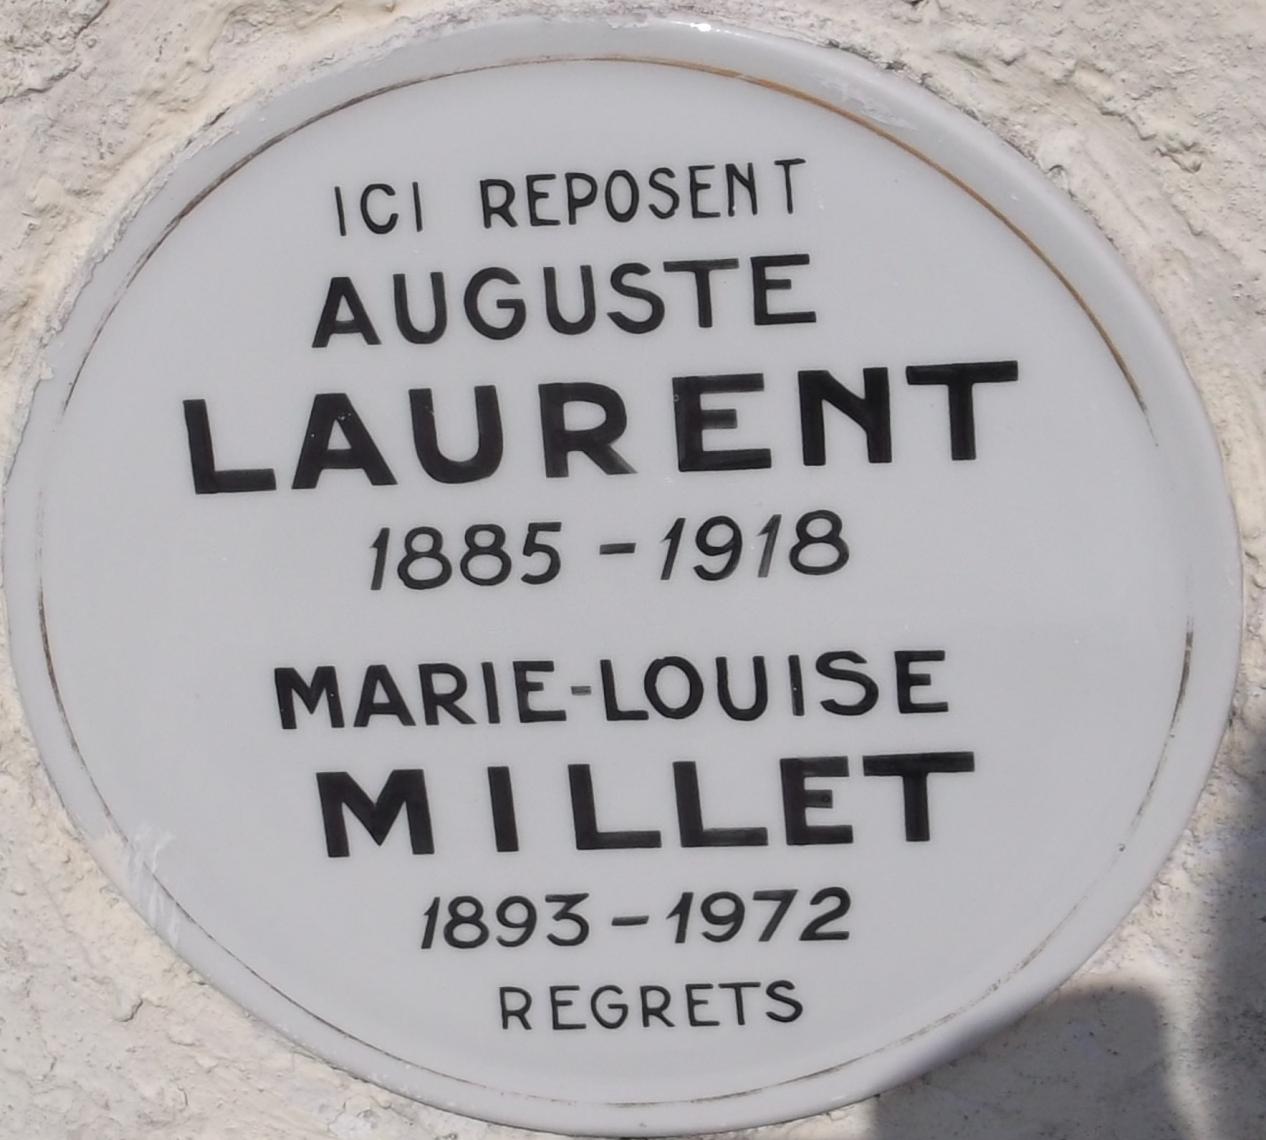 ICI REPOSENT
AUGUSTE
LAURENT
1885 - 1918
MARIE-LOUISE
MILLET
1893 - 1972
REGRETS